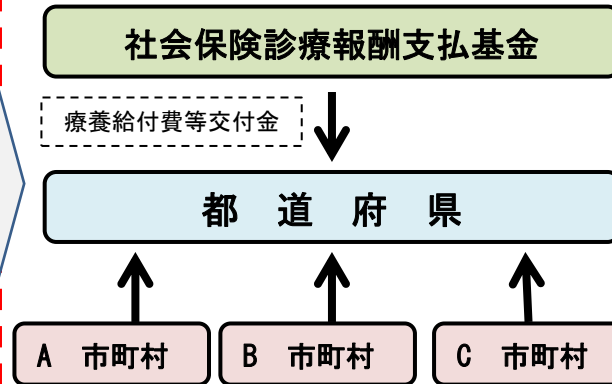 社会保険診療報酬支払基金
療養給付費等交付金
都 道 府 県
A 市町村
B 市町村
C 市町村